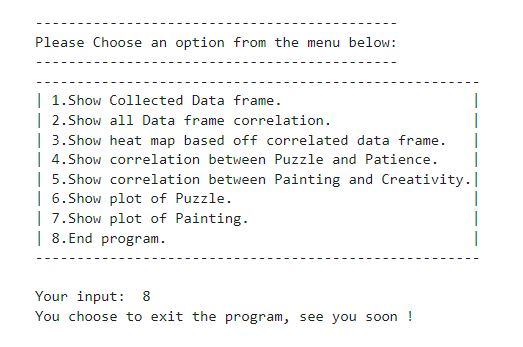 -------------------------------------------
Please Choose an option from the menu below:
-------------------------------------------
-----------------------------------------------------
| 1.Show Collected Data frame. |
| 2.Show all Data frame correlation. |
| 3.Show heat map based off correlated data frame. |
| 4.Show correlation between Puzzle and Patience. |
| 5.Show correlation between Painting and Creativity.|
| 6.Show plot of Puzzle. |
| 7.Show plot of Painting. |
| 8.End program. |
-----------------------------------------------------
Your input:  8
You choose to exit the program, see you soon !